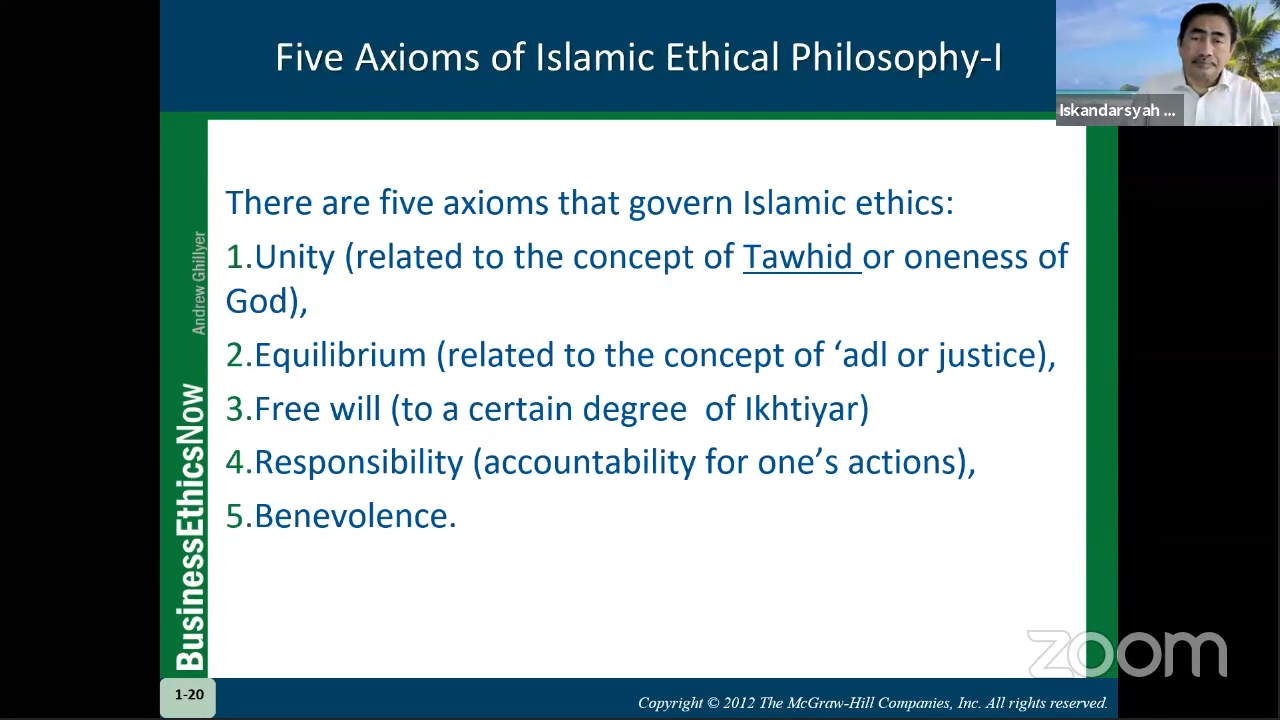 Five Axioms of Islamic Ethical Philosophy-I
Iskandarsyah ...
There are five axioms that govern Islamic ethics:
1.Unity (related to the concept of Tawhid or oneness of
God),
2.Equilibrium (related to the concept of ‘adl or justice),
3.Free will (to a certain degree  of Ikhtiyar)
4.Responsibility (accountability for one’s actions),
5.Benevolence.
Andrew Ghillyer
BusinessEthicsNow
zoom
1-20
Copyright © 2012 The McGraw-Hill Companies, Inc. All rights reserved.